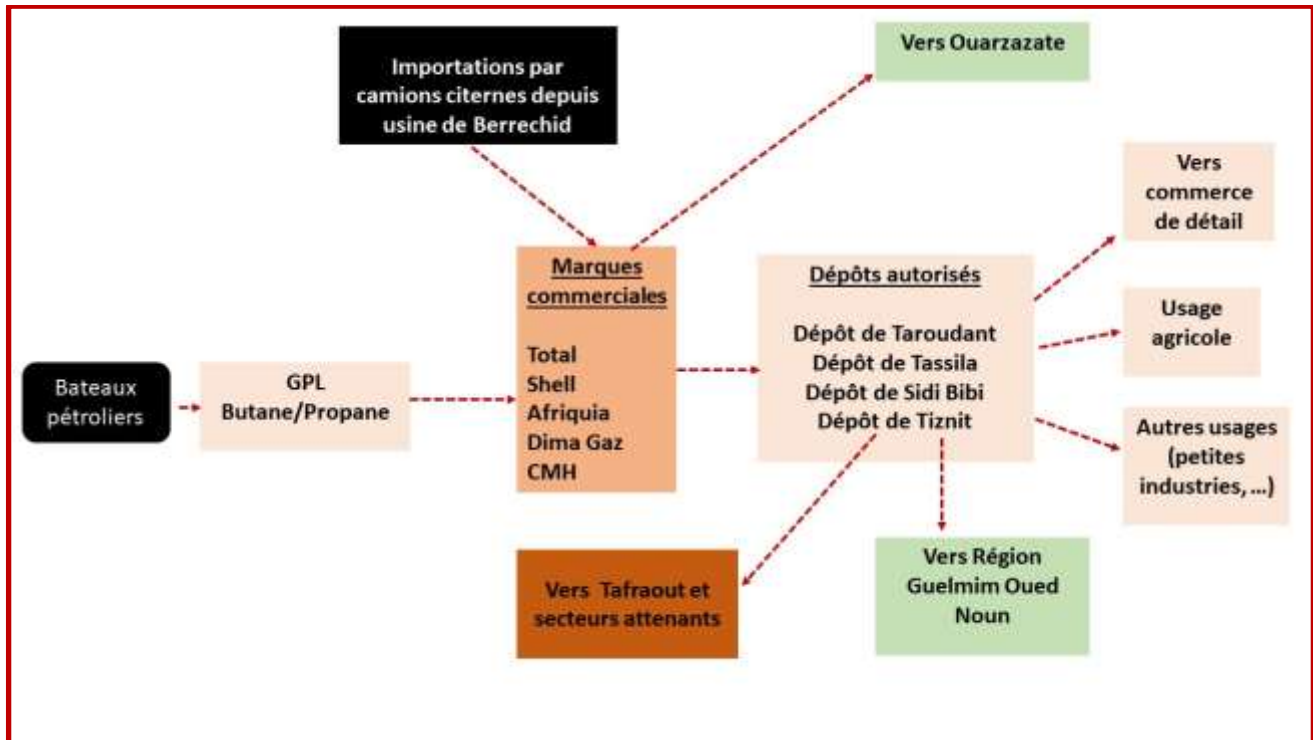 Importations par
camions citernes depuis
usine de Berrechid
Vers Ouarzazate
Vers
commerce
de détail
Marques
commerciales
Total
Shell
Afriquia
Dima Gaz
CMH
Dépôts autorisés
Dépôt de Taroudant
Dépôt de Tassila
Dépôt de Sidi Bibi
Dépôt de Tiznit
Usage
agricole
Bateaux
pétroliers
GPL
Butane/Propane
Autres usages
(petites
industries, ...)
Vers Tafraout et
secteurs attenants
Vers Région
Guelmim Oued
Noun